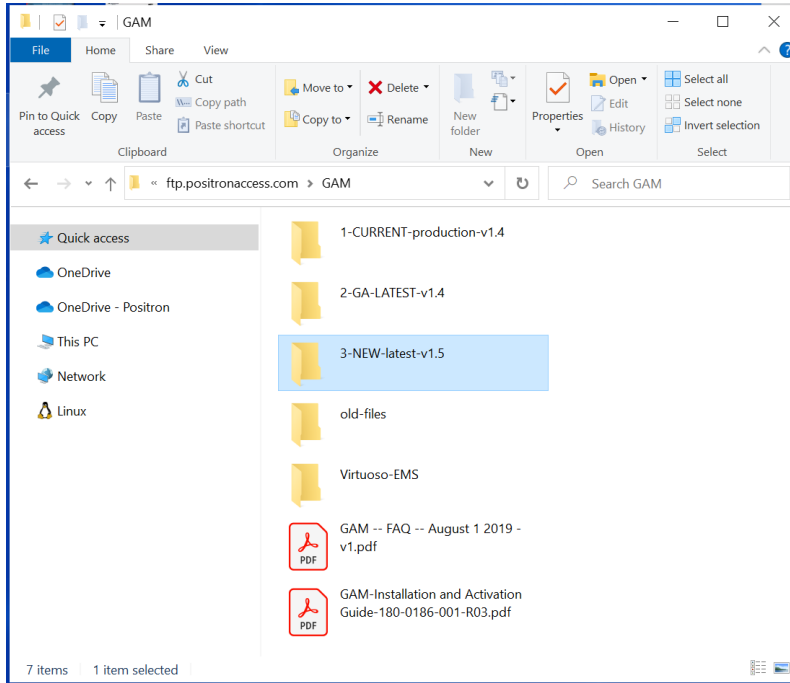 GAM
File Home Share View
Pin to Quick access
Copy
Paste
Cut
Copy path
Paste shortcut
Move to
Copy to
Delete
Rename
New folder
Properties
Open
Edit
History
Select all
Select none
Invert selection
Clipboard Organize New Open Select
« ftp.positronaccess.com > GAM
Search GAM
Quick access
OneDrive
OneDrive - Positron
This PC
Network
Linux
1-CURRENT-production-v1.4
2-GA-LATEST-v1.4
3-NEW-latest-v1.5
old-files
Virtuoso-EMS
PDF
GAM -- FAQ -- August 1 2019 -
v1.pdf
PDF
GAM-Installation and Activation
Guide-180-0186-001-R03.pdf
7 items 1 item selected